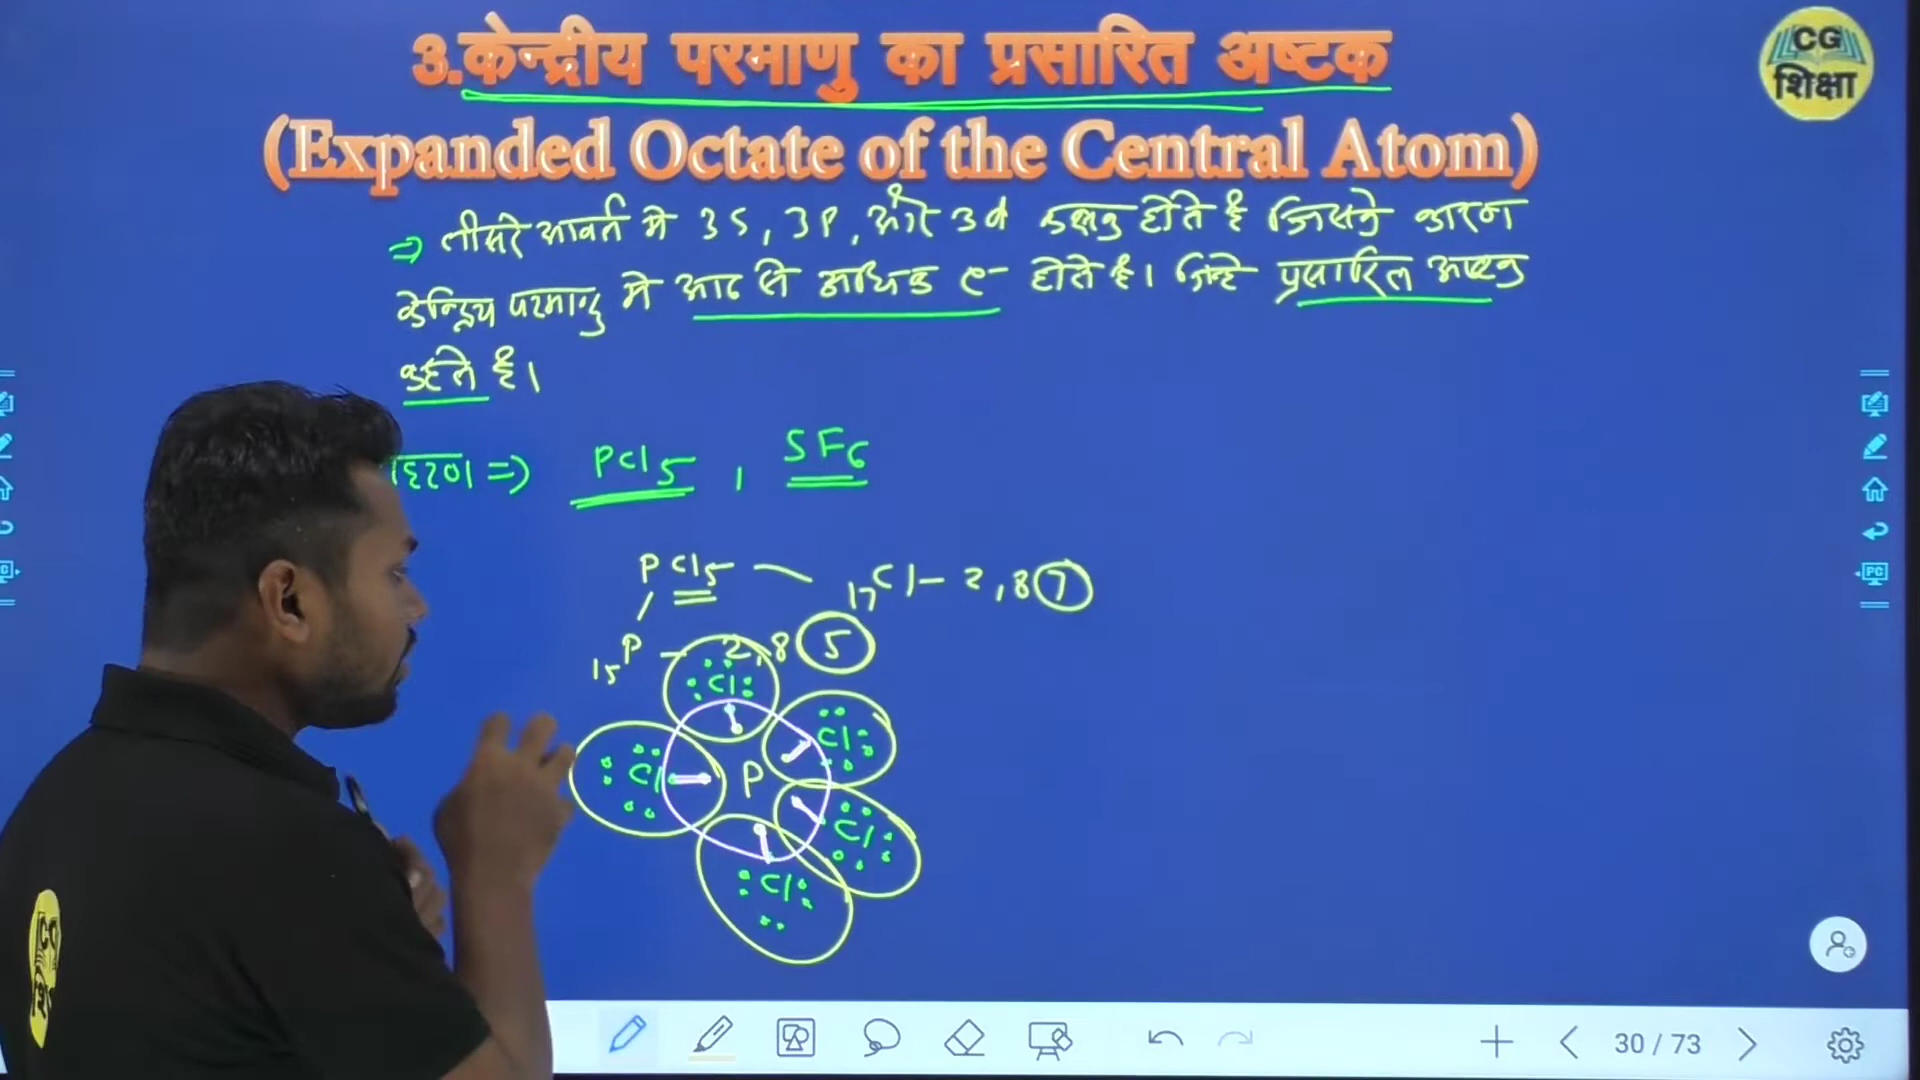 3.केन्द्रीय परमाणु का प्रसारित अष्टक
CG
शिक्षा
(Expanded Octate of the Central Atom)
⇒ तीसरे आवर्त मे 3s, 3p, और 3d कक्षक होते है जिसके कारण
केन्द्रिय परमाणु मे आठ से अधिक e⁻ होते है। जिन्हे प्रसारित अष्टक
कहते है।
ाहरण ⇒ PCl5 , SF6
PCl5
17Cl – 2, 8 7
15P – 2, 8 5
Cl
Cl
Cl P
Cl
Cl
30 / 73
PC